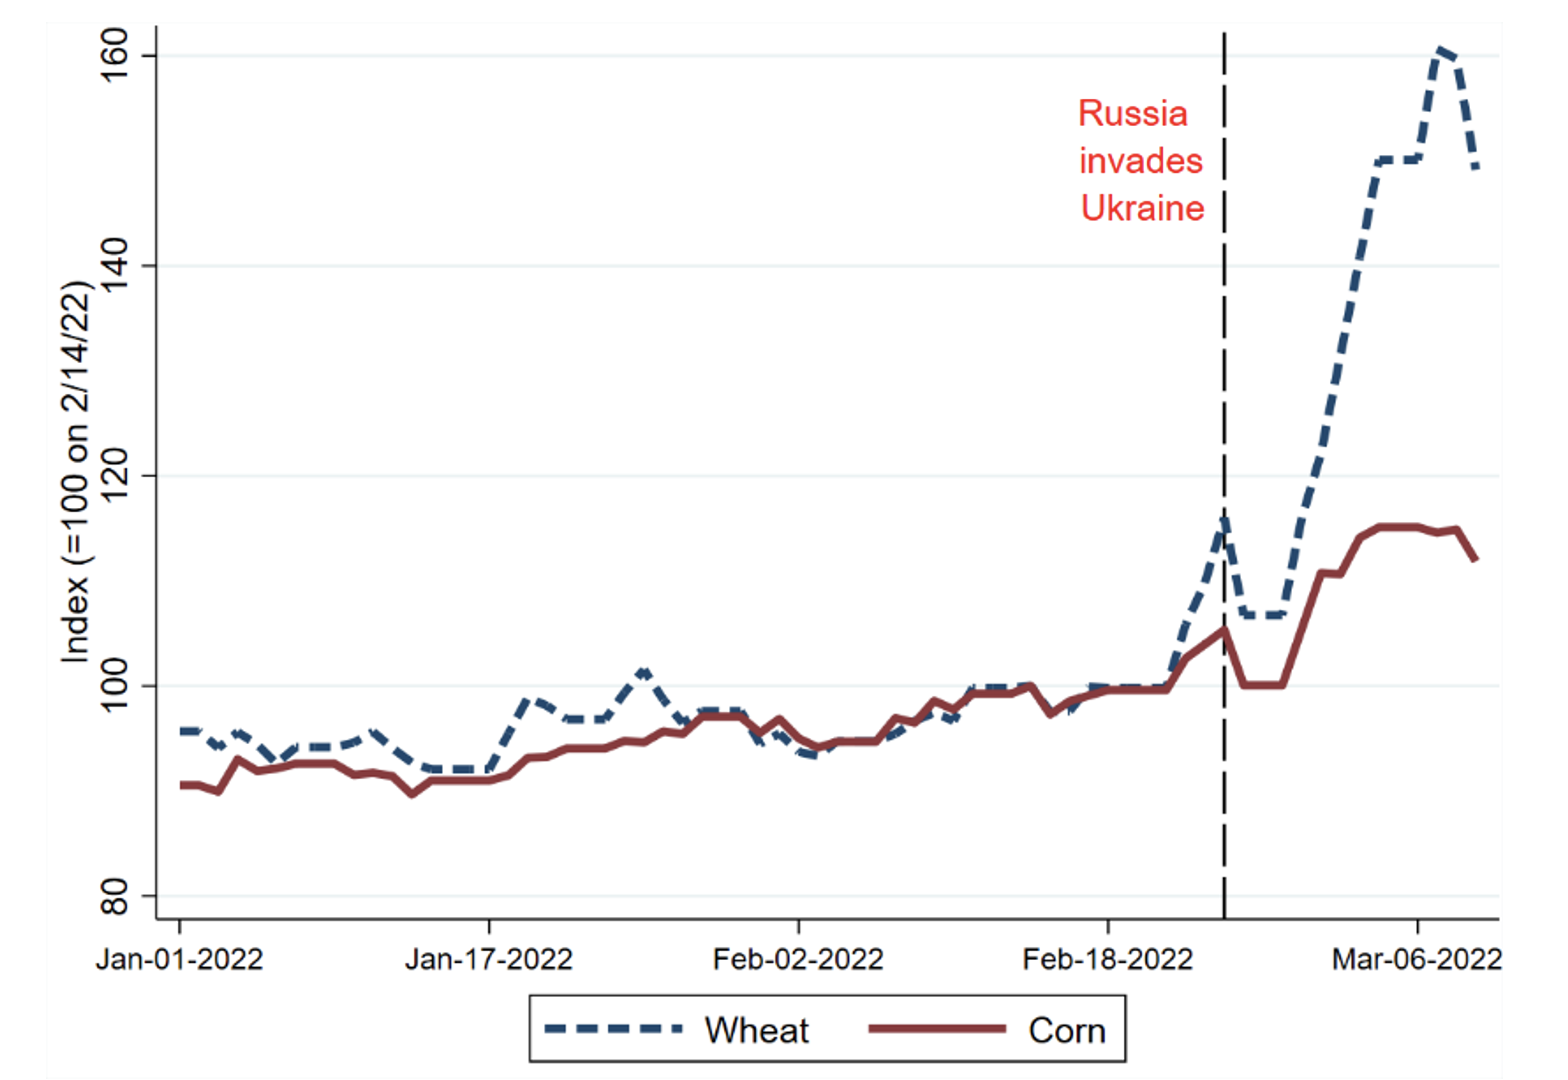 160
140
120
100
80
Index (=100 on 2/14/22)
Russia
invades
Ukraine
Jan-01-2022 Jan-17-2022 Feb-02-2022 Feb-18-2022 Mar-06-2022
Wheat Corn